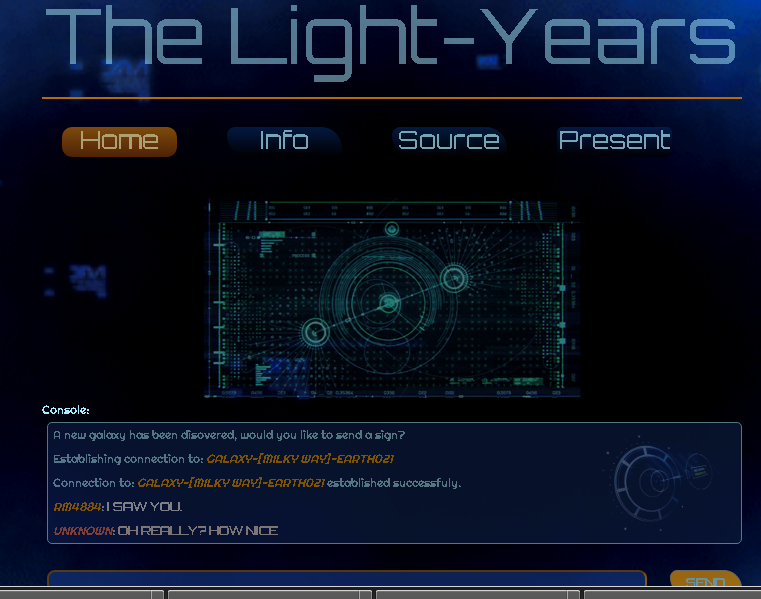 The Light-Years
Home Info Source Present
Console:
A new galaxy has been disovered, would you like to send a sign?
Establishing connection to: GALAXY-[MILKY WAY]-EARTH021
Connection to: GALAXY-[MILKY WAY]-EARTH021 established successfuly.
RM4884: I SAW YOU.
UNKNOWN: OH REALLY? HOW NICE
SEND